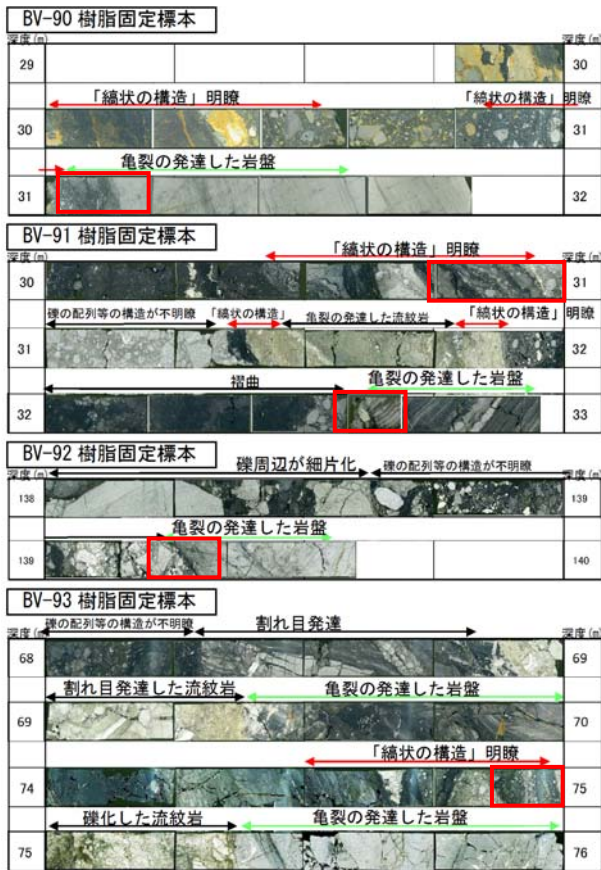 BV-90 樹脂固定標本
深度(m) 深度(m)
29 30
「縞状の構造」明瞭 「縞状の構造」明瞭
30 31
亀裂の発達した岩盤
31 32
BV-91 樹脂固定標本
深度(m) 「縞状の構造」明瞭 深度(m)
30 31
礫の配列等の構造が不明瞭 「縞状の構造」 亀裂の発達した流紋岩 「縞状の構造」明瞭
31 32
褶曲 亀裂の発達した岩盤
32 33
BV-92 樹脂固定標本
深度(m) 礫周辺が細片化 礫の配列等の構造が不明瞭 深度(m)
138 139
亀裂の発達した岩盤
139 140
BV-93 樹脂固定標本
深度(m) 礫の配列等の構造が不明瞭 割れ目発達 深度(m)
68 69
割れ目発達した流紋岩 亀裂の発達した岩盤
69 70
「縞状の構造」明瞭
74 75
礫化した流紋岩 亀裂の発達した岩盤
75 76